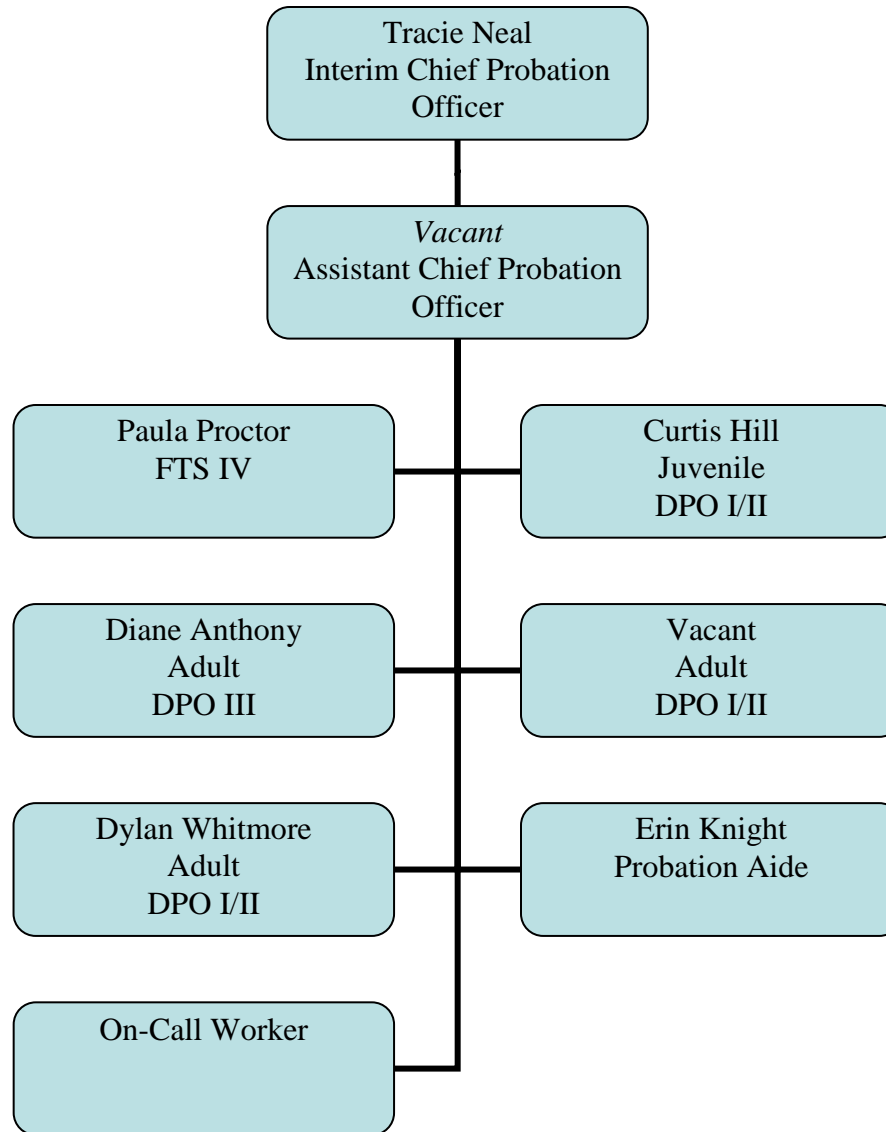 Tracie Neal
Interim Chief Probation
Officer
Vacant
Assistant Chief Probation
Officer
Paula Proctor
FTS IV
Curtis Hill
Juvenile
DPO I/II
Diane Anthony
Adult
DPO III
Vacant
Adult
DPO I/II
Dylan Whitmore
Adult
DPO I/II
Erin Knight
Probation Aide
On-Call Worker